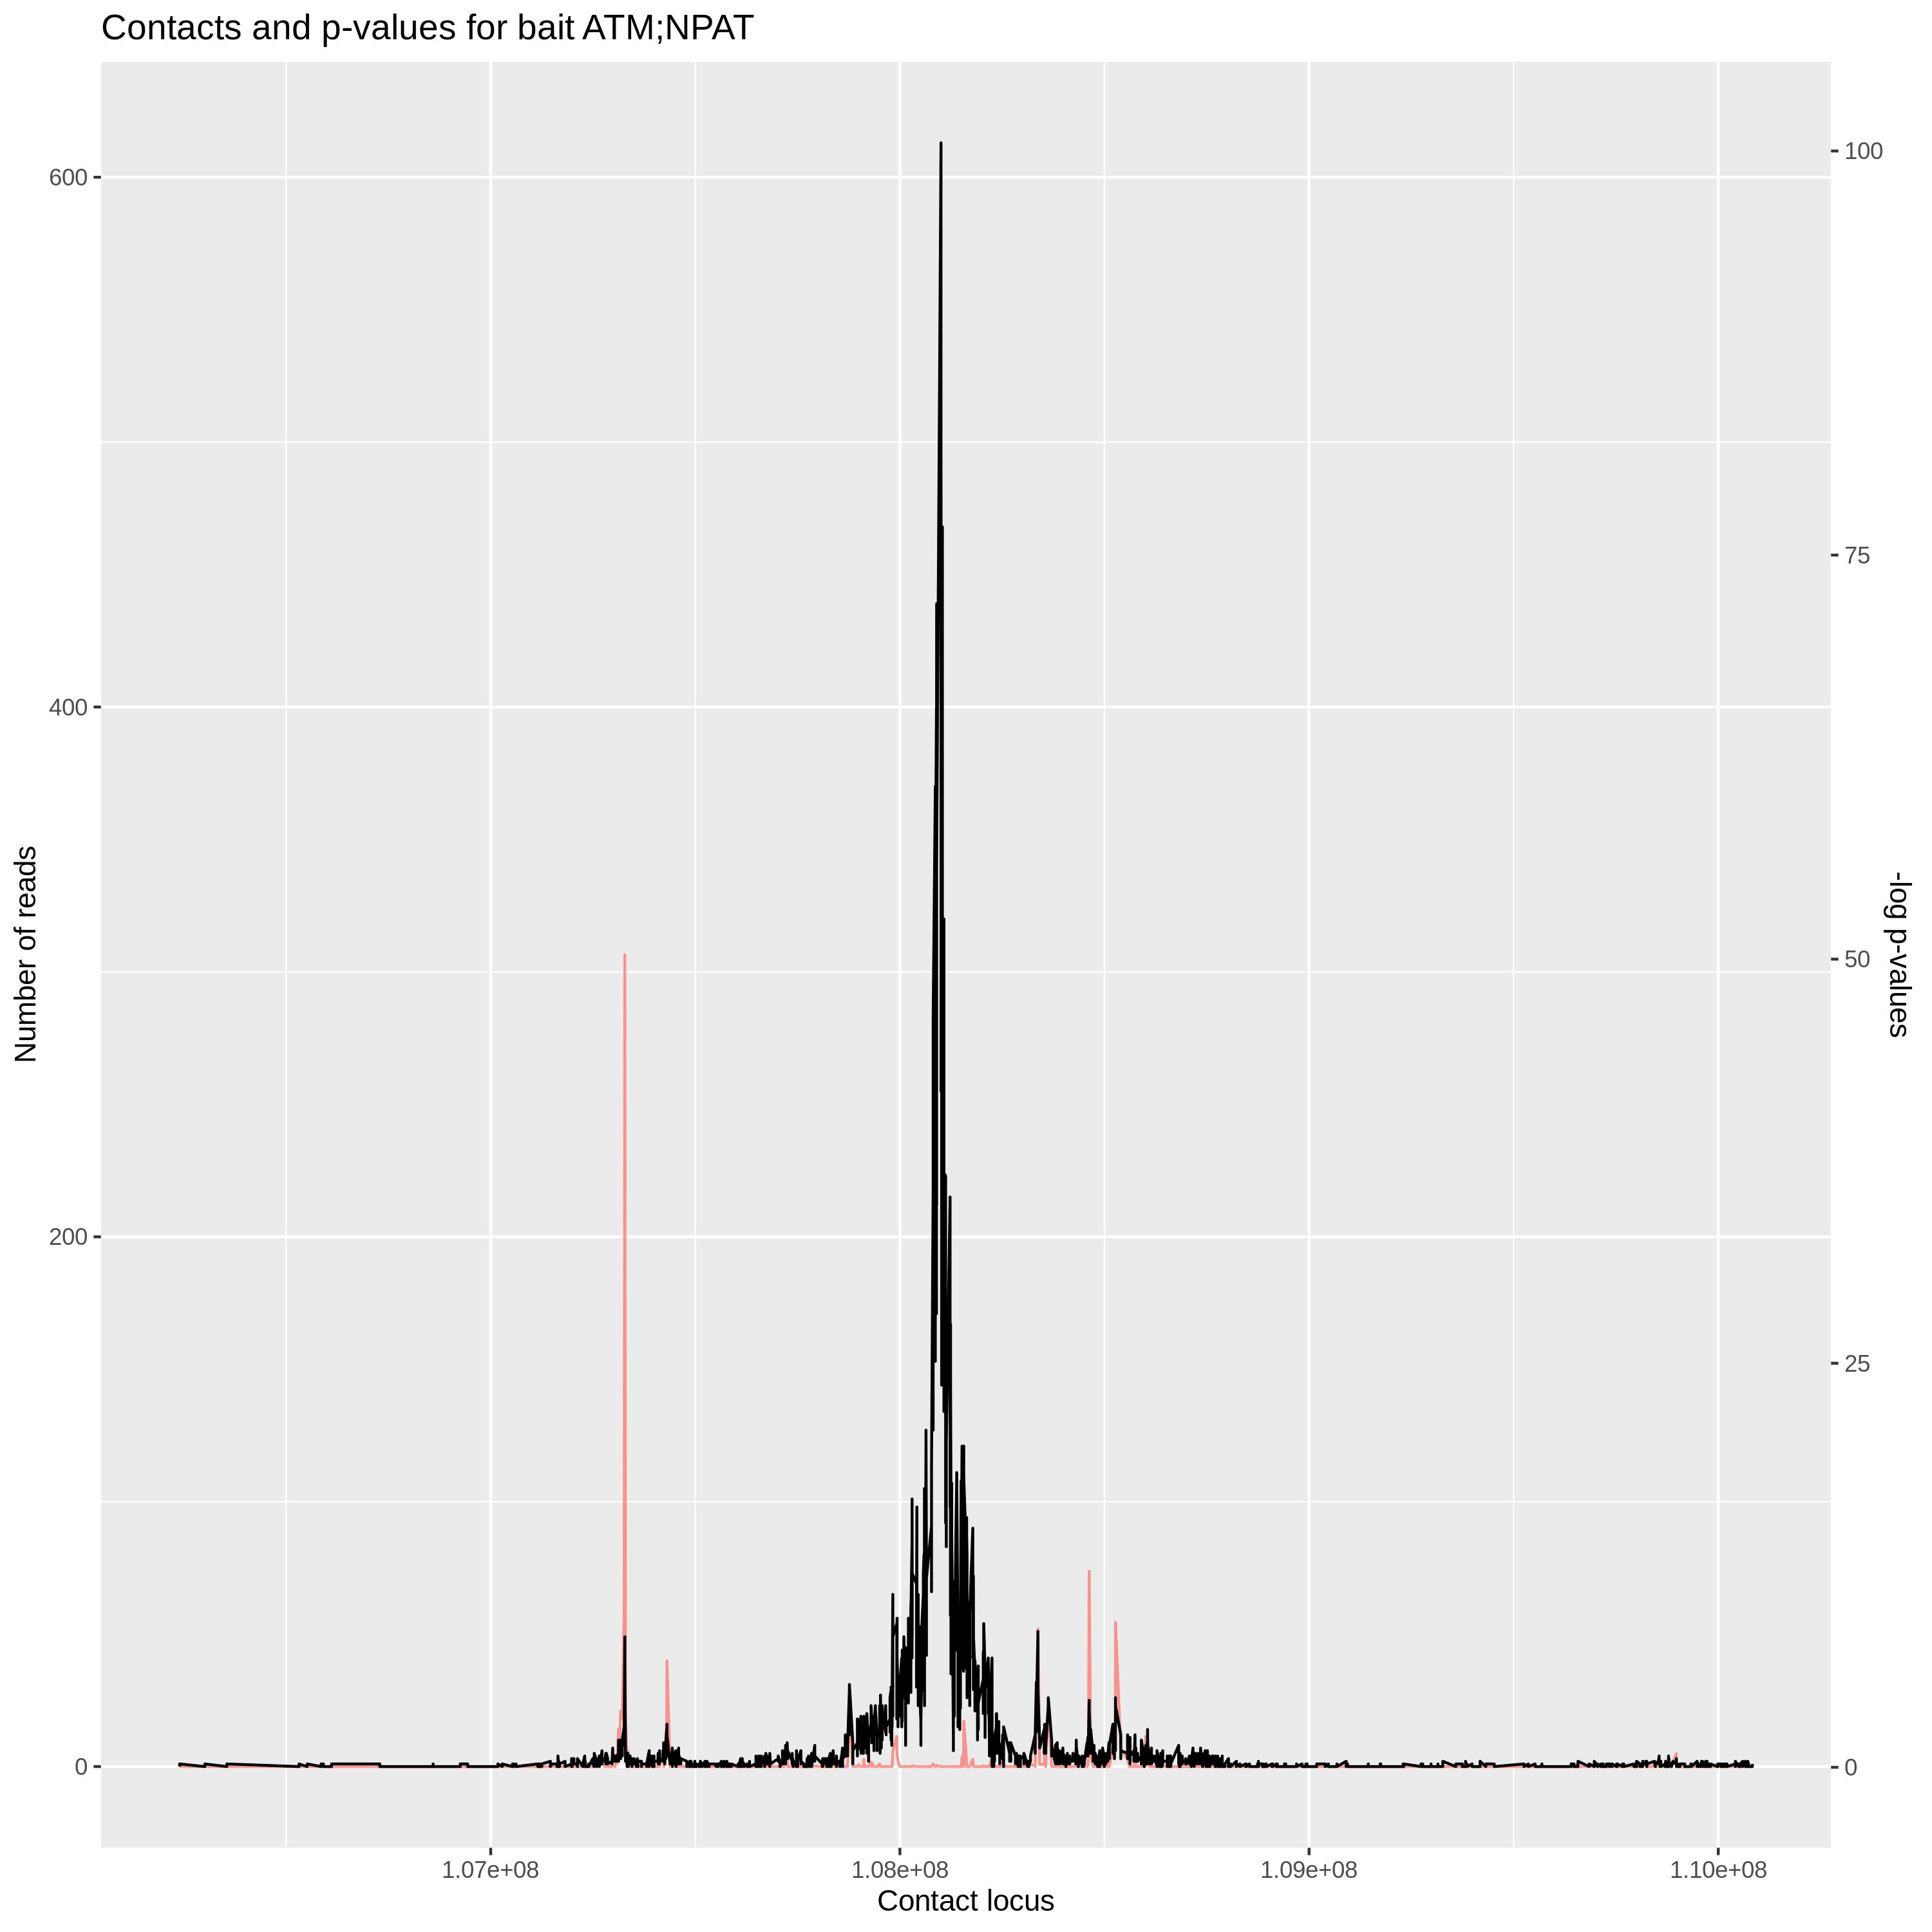 Contacts and p-values for bait ATM;NPAT
600
400
200
0
Number of reads
100
75
50
25
0
-log p-values
1.07e+08
1.08e+08
1.09e+08
1.10e+08
Contact locus